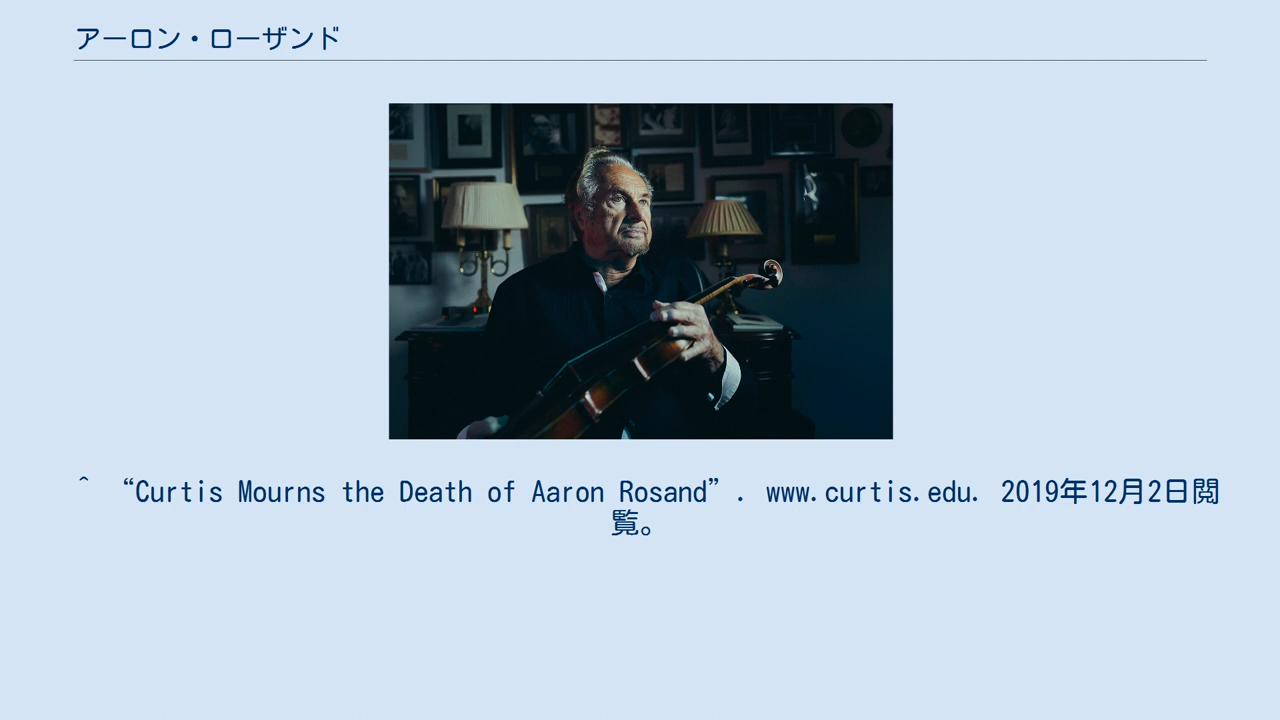 アーロン・ローザンド
^ “Curtis Mourns the Death of Aaron Rosand”. www.curtis.edu. 2019年12月2日閲
覧。